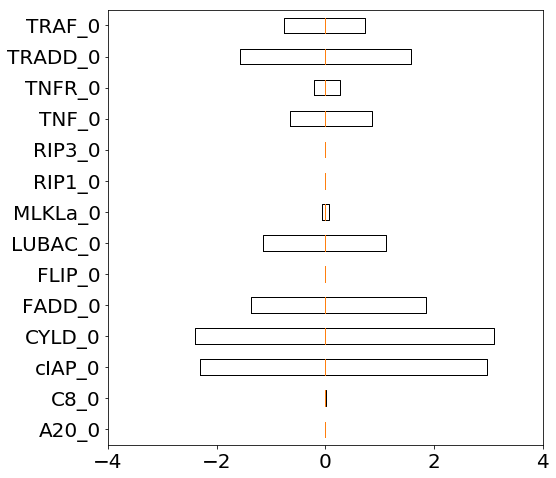 TRAF_0
TRADD_0
TNFR_0
TNF_0
RIP3_0
RIP1_0
MLKLa_0
LUBAC_0
FLIP_0
FADD_0
CYLD_0
cIAP_0
C8_0
A20_0
−4 −2 0 2 4